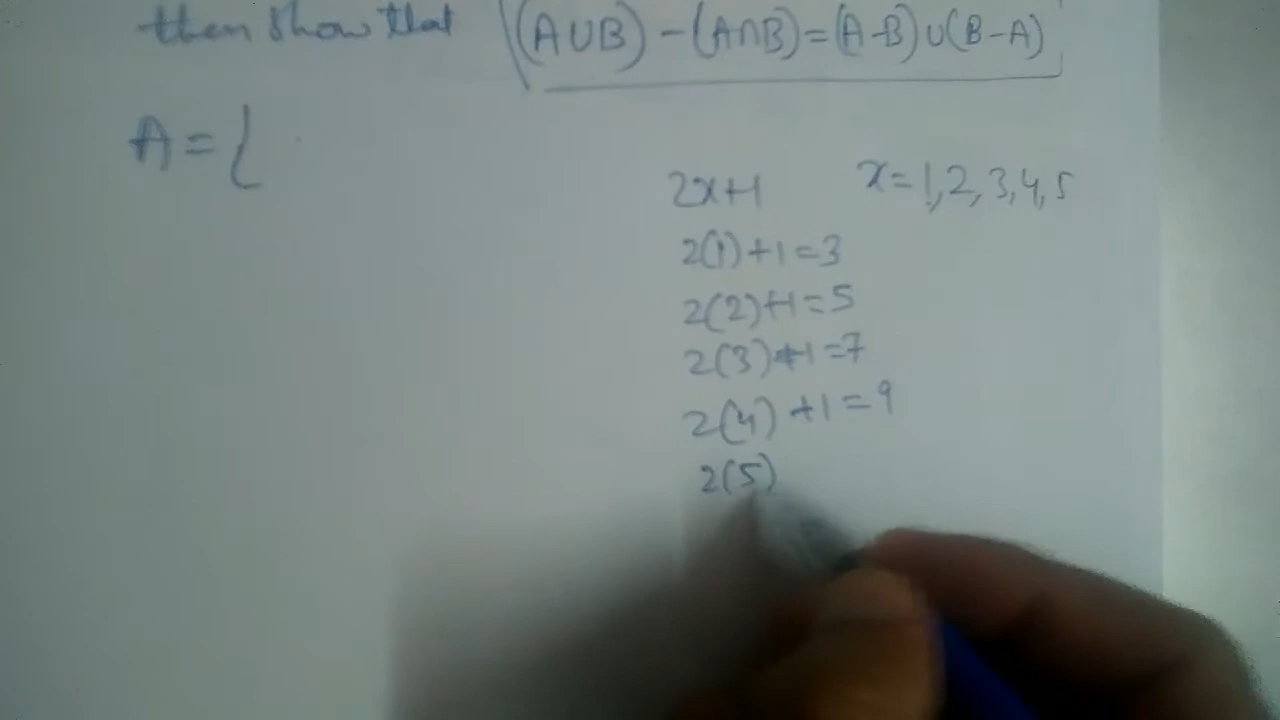 then show that (A∪B) - (A∩B) = (A-B)∪(B-A)
A = {
2x+1 x = 1, 2, 3, 4, 5
2(1) + 1 = 3
2(2) + 1 = 5
2(3) + 1 = 7
2(4) + 1 = 9
2(5)